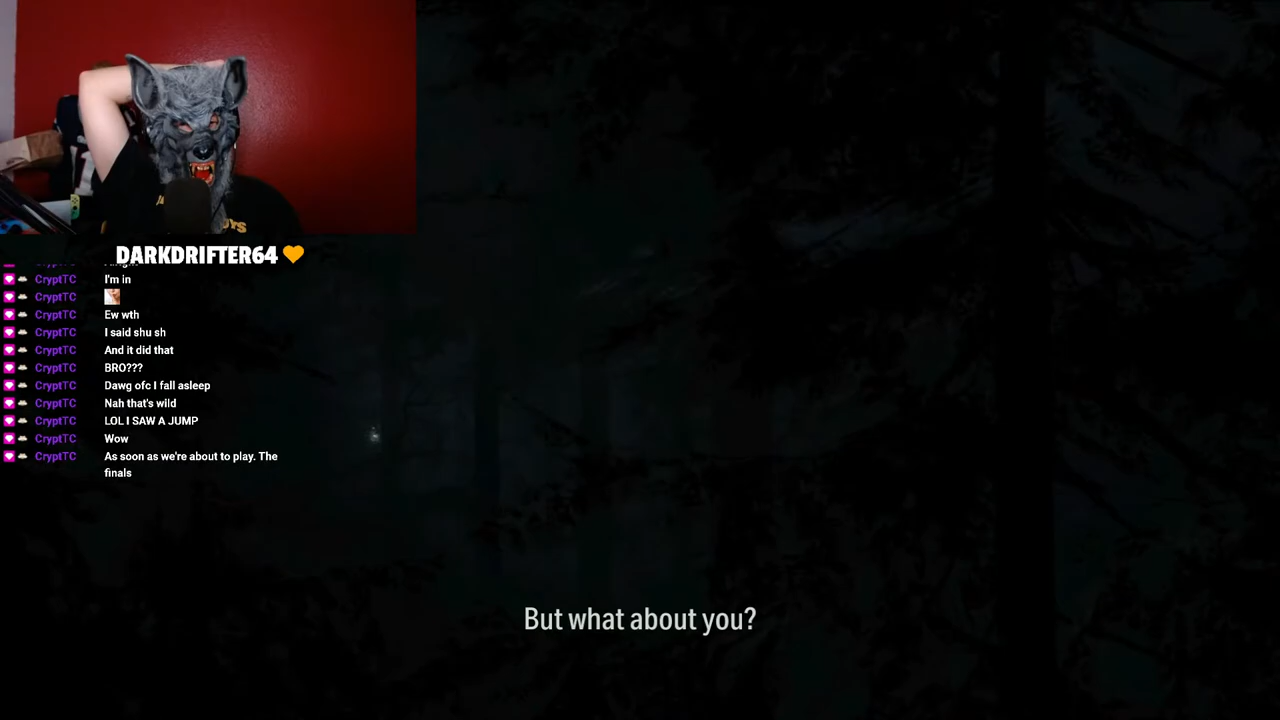 DARKDRIFTER64
CryptTC I'm in
CryptTC
CryptTC Ew wth
CryptTC I said shu sh
CryptTC And it did that
CryptTC BRO???
CryptTC Dawg ofc I fall asleep
CryptTC Nah that's wild
CryptTC LOL I SAW A JUMP
CryptTC Wow
CryptTC As soon as we're about to play. The
finals
But what about you?